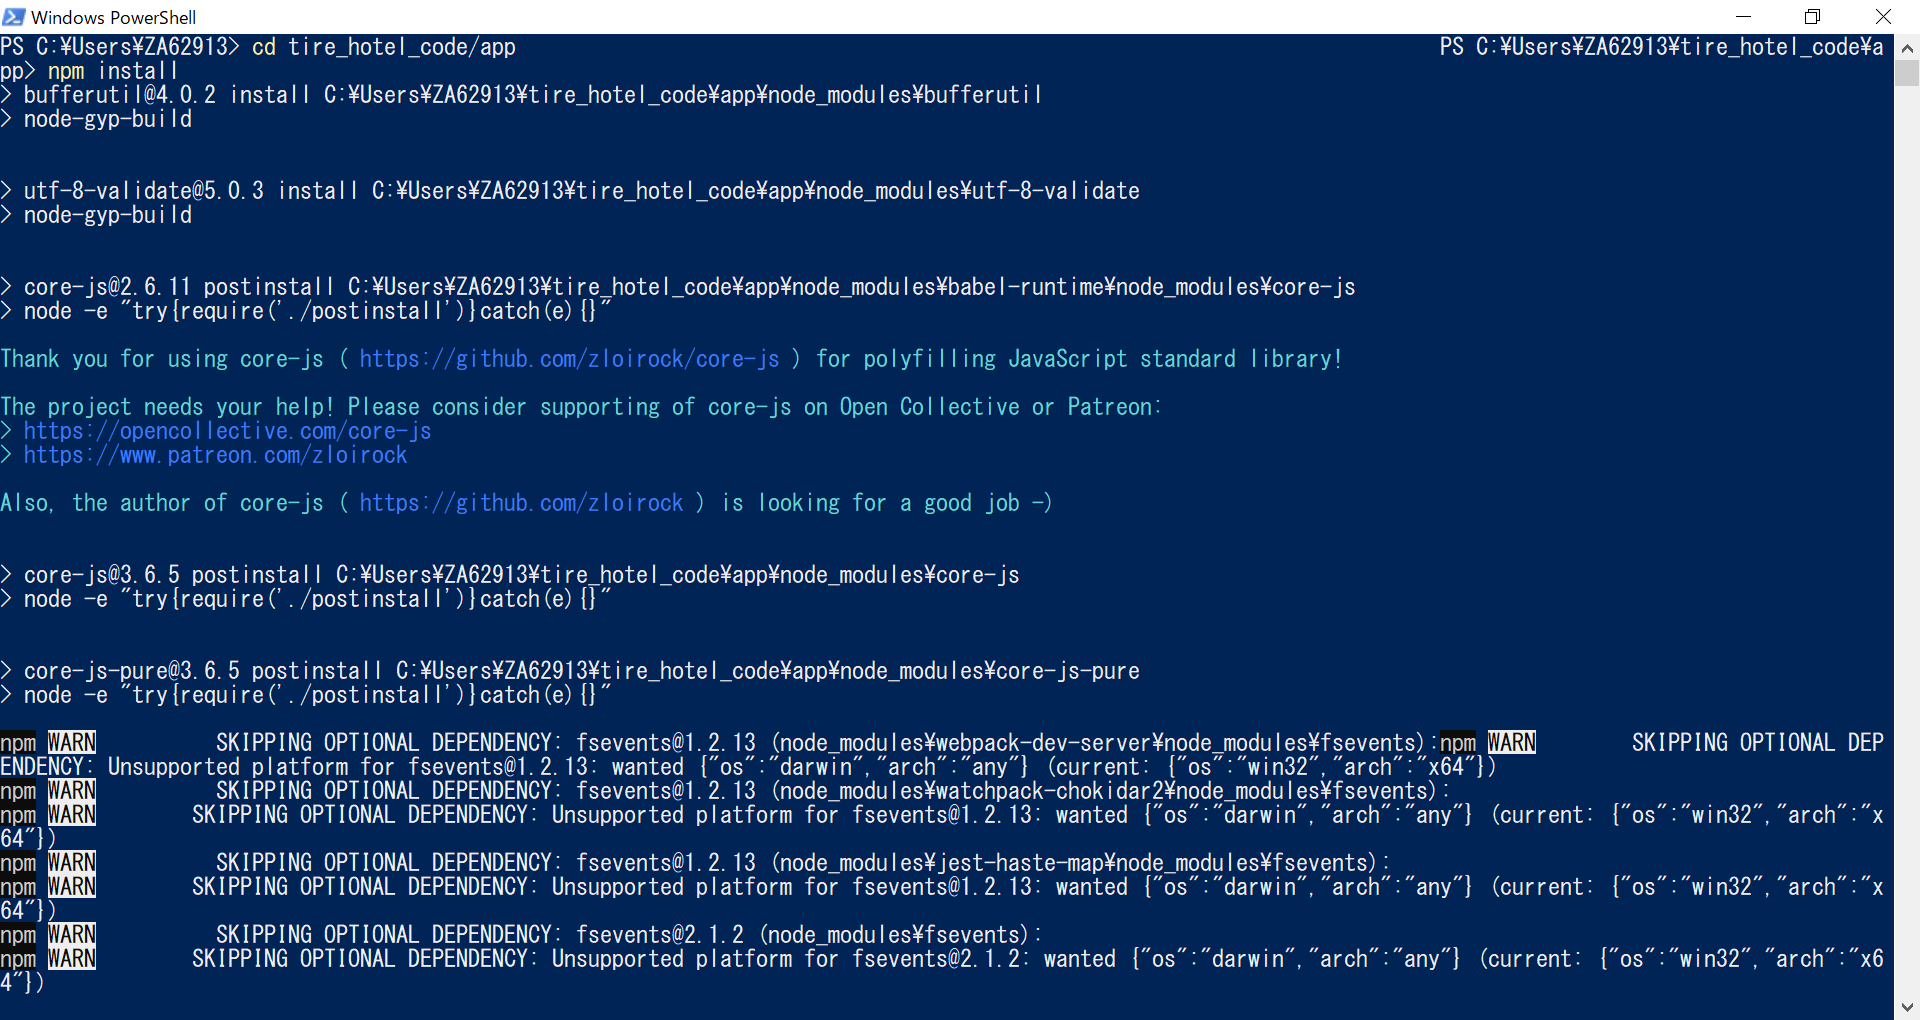 Windows PowerShell
PS C:¥Users¥ZA62913> cd tire_hotel_code/app PS C:¥Users¥ZA62913¥tire_hotel_code¥a
pp> npm install
> bufferutil@4.0.2 install C:¥Users¥ZA62913¥tire_hotel_code¥app¥node_modules¥bufferutil
> node-gyp-build
> utf-8-validate@5.0.3 install C:¥Users¥ZA62913¥tire_hotel_code¥app¥node_modules¥utf-8-validate
> node-gyp-build
> core-js@2.6.11 postinstall C:¥Users¥ZA62913¥tire_hotel_code¥app¥node_modules¥babel-runtime¥node_modules¥core-js
> node -e "try{require('./postinstall')}catch(e){}"
Thank you for using core-js ( https://github.com/zloirock/core-js ) for polyfilling JavaScript standard library!
The project needs your help! Please consider supporting of core-js on Open Collective or Patreon:
> https://opencollective.com/core-js
> https://www.patreon.com/zloirock
Also, the author of core-js ( https://github.com/zloirock ) is looking for a good job -)
> core-js@3.6.5 postinstall C:¥Users¥ZA62913¥tire_hotel_code¥app¥node_modules¥core-js
> node -e "try{require('./postinstall')}catch(e){}"
> core-js-pure@3.6.5 postinstall C:¥Users¥ZA62913¥tire_hotel_code¥app¥node_modules¥core-js-pure
> node -e "try{require('./postinstall')}catch(e){}"
npm WARN SKIPPING OPTIONAL DEPENDENCY: fsevents@1.2.13 (node_modules¥webpack-dev-server¥node_modules¥fsevents):npm WARN SKIPPING OPTIONAL DEP
ENDENCY: Unsupported platform for fsevents@1.2.13: wanted {"os":"darwin","arch":"any"} (current: {"os":"win32","arch":"x64"})
npm WARN SKIPPING OPTIONAL DEPENDENCY: fsevents@1.2.13 (node_modules¥watchpack-chokidar2¥node_modules¥fsevents):
npm WARN SKIPPING OPTIONAL DEPENDENCY: Unsupported platform for fsevents@1.2.13: wanted {"os":"darwin","arch":"any"} (current: {"os":"win32","arch":"x
64"})
npm WARN SKIPPING OPTIONAL DEPENDENCY: fsevents@1.2.13 (node_modules¥jest-haste-map¥node_modules¥fsevents):
npm WARN SKIPPING OPTIONAL DEPENDENCY: Unsupported platform for fsevents@1.2.13: wanted {"os":"darwin","arch":"any"} (current: {"os":"win32","arch":"x
64"})
npm WARN SKIPPING OPTIONAL DEPENDENCY: fsevents@2.1.2 (node_modules¥fsevents):
npm WARN SKIPPING OPTIONAL DEPENDENCY: Unsupported platform for fsevents@2.1.2: wanted {"os":"darwin","arch":"any"} (current: {"os":"win32","arch":"x6
4"})